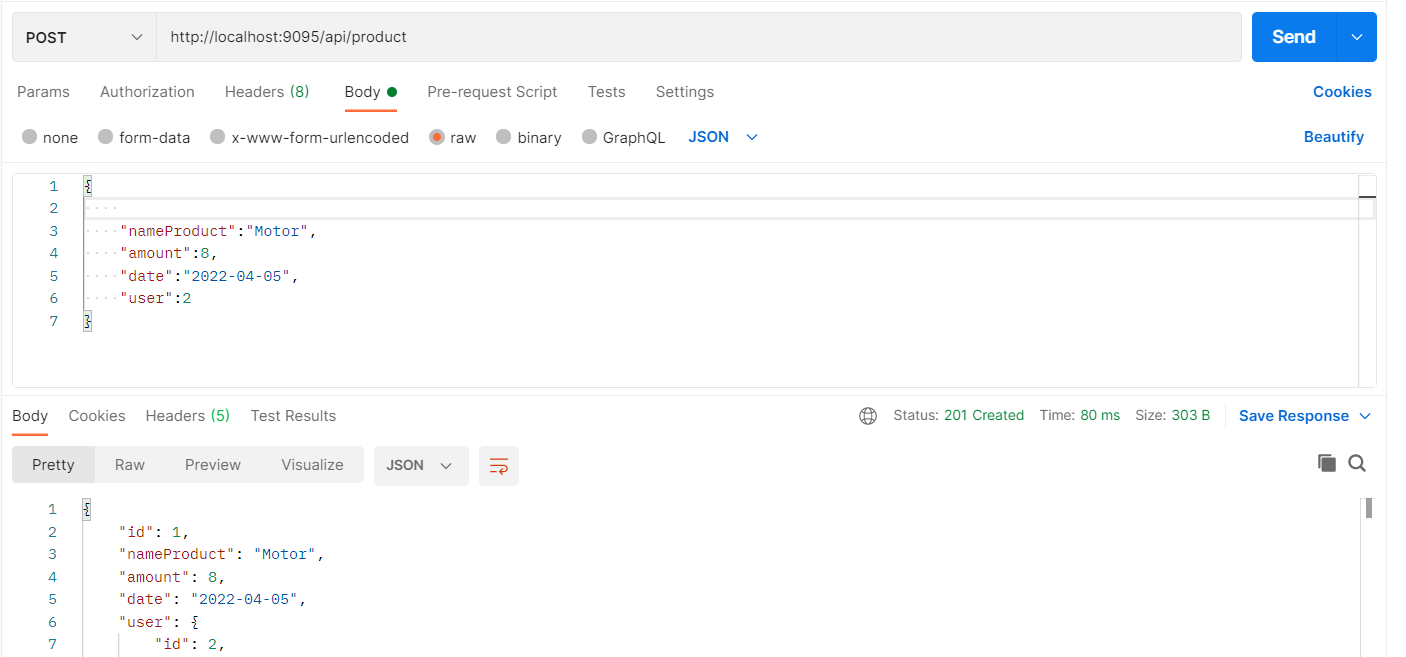 POST http://localhost:9095/api/product Send
Params Authorization Headers (8) Body Pre-request Script Tests Settings Cookies
none form-data x-www-form-urlencoded raw binary GraphQL JSON Beautify
1 {
2
3 "nameProduct":"Motor",
4 "amount":8,
5 "date":"2022-04-05",
6 "user":2
7 }
Body Cookies Headers (5) Test Results Status: 201 Created Time: 80 ms Size: 303 B Save Response
Pretty Raw Preview Visualize JSON
1 {
2 "id": 1,
3 "nameProduct": "Motor",
4 "amount": 8,
5 "date": "2022-04-05",
6 "user": {
7 "id": 2,